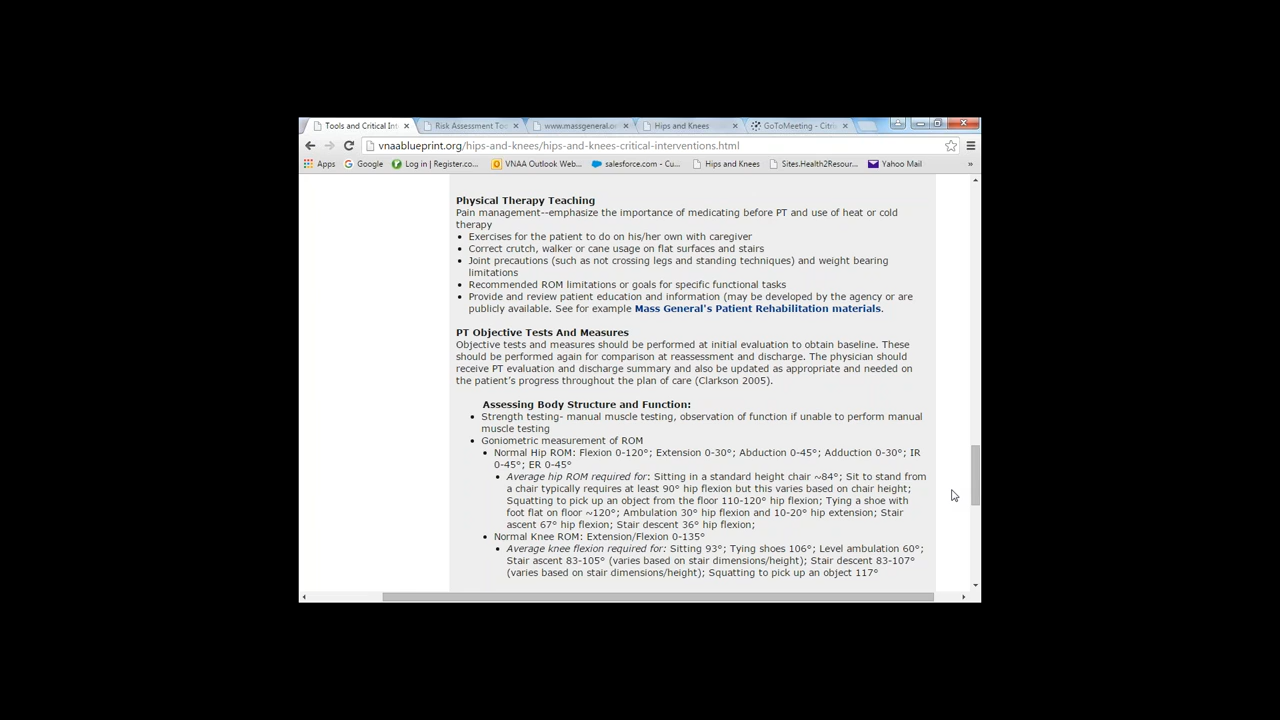 Tools and Critical Int
Risk Assessment Too
www.massgeneral.or
Hips and Knees
GoToMeeting - Citri
vnaablueprint.org/hips-and-knees/hips-and-knees-critical-interventions.html
Apps
Google
Log in | Register.co...
VNAA Outlook Web...
salesforce.com - Cu...
Hips and Knees
Sites.Health2Resour...
Yahoo Mail
»
Physical Therapy Teaching
Pain management--emphasize the importance of medicating before PT and use of heat or cold
therapy
• Exercises for the patient to do on his/her own with caregiver
• Correct crutch, walker or cane usage on flat surfaces and stairs
• Joint precautions (such as not crossing legs and standing techniques) and weight bearing
limitations
• Recommended ROM limitations or goals for specific functional tasks
• Provide and review patient education and information (may be developed by the agency or are
publicly available. See for example Mass General's Patient Rehabilitation materials.
PT Objective Tests And Measures
Objective tests and measures should be performed at initial evaluation to obtain baseline. These
should be performed again for comparison at reassessment and discharge. The physician should
receive PT evaluation and discharge summary and also be updated as appropriate and needed on
the patient's progress throughout the plan of care (Clarkson 2005).
Assessing Body Structure and Function:
• Strength testing- manual muscle testing, observation of function if unable to perform manual
muscle testing
• Goniometric measurement of ROM
• Normal Hip ROM: Flexion 0-120°; Extension 0-30°; Abduction 0-45°; Adduction 0-30°; IR
0-45°; ER 0-45°
• Average hip ROM required for: Sitting in a standard height chair ~84°; Sit to stand from
a chair typically requires at least 90° hip flexion but this varies based on chair height;
Squatting to pick up an object from the floor 110-120° hip flexion; Tying a shoe with
foot flat on floor ~120°; Ambulation 30° hip flexion and 10-20° hip extension; Stair
ascent 67° hip flexion; Stair descent 36° hip flexion;
• Normal Knee ROM: Extension/Flexion 0-135°
• Average knee flexion required for: Sitting 93°; Tying shoes 106°; Level ambulation 60°;
Stair ascent 83-105° (varies based on stair dimensions/height); Stair descent 83-107°
(varies based on stair dimensions/height); Squatting to pick up an object 117°